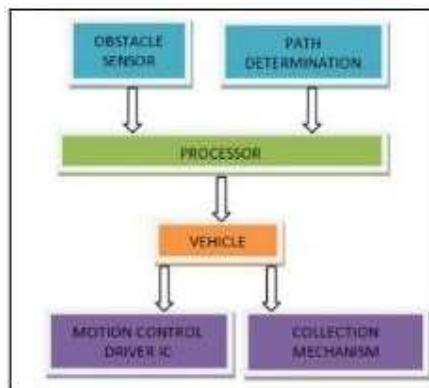 OBSTACLE
SENSOR
PATH
DETERMINATION
PROCESSOR
VEHICLE
MOTION CONTROL
DRIVER IC
COLLECTION
MECHANISM